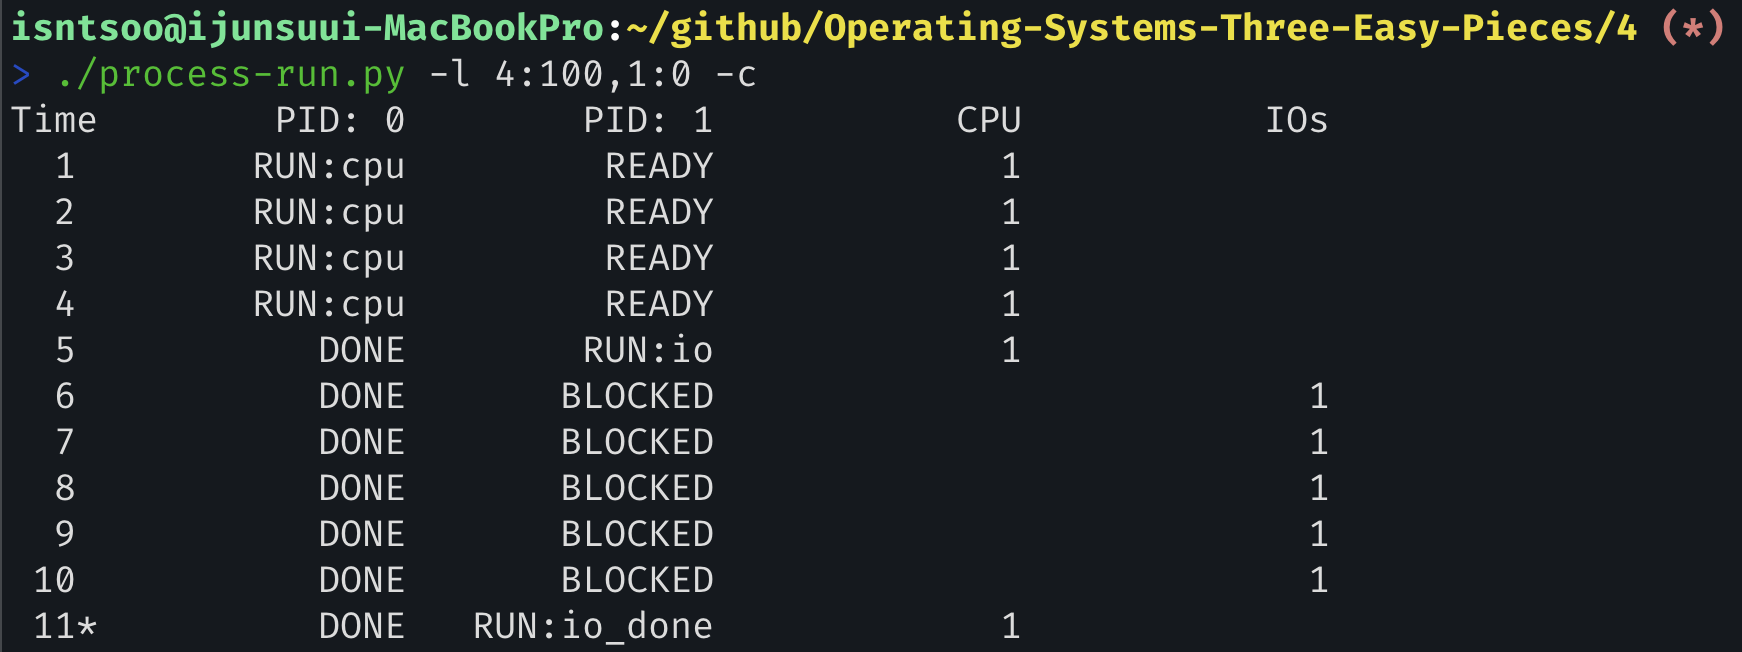 isntsoo@ijunsuui-MacBookPro:~/github/Operating-Systems-Three-Easy-Pieces/4 (*)
> ./process-run.py -l 4:100,1:0 -c
Time        PID: 0        PID: 1           CPU           IOs
  1        RUN:cpu         READY             1
  2        RUN:cpu         READY             1
  3        RUN:cpu         READY             1
  4        RUN:cpu         READY             1
  5           DONE        RUN:io             1
  6           DONE       BLOCKED                           1
  7           DONE       BLOCKED                           1
  8           DONE       BLOCKED                           1
  9           DONE       BLOCKED                           1
 10           DONE       BLOCKED                           1
 11*          DONE   RUN:io_done             1